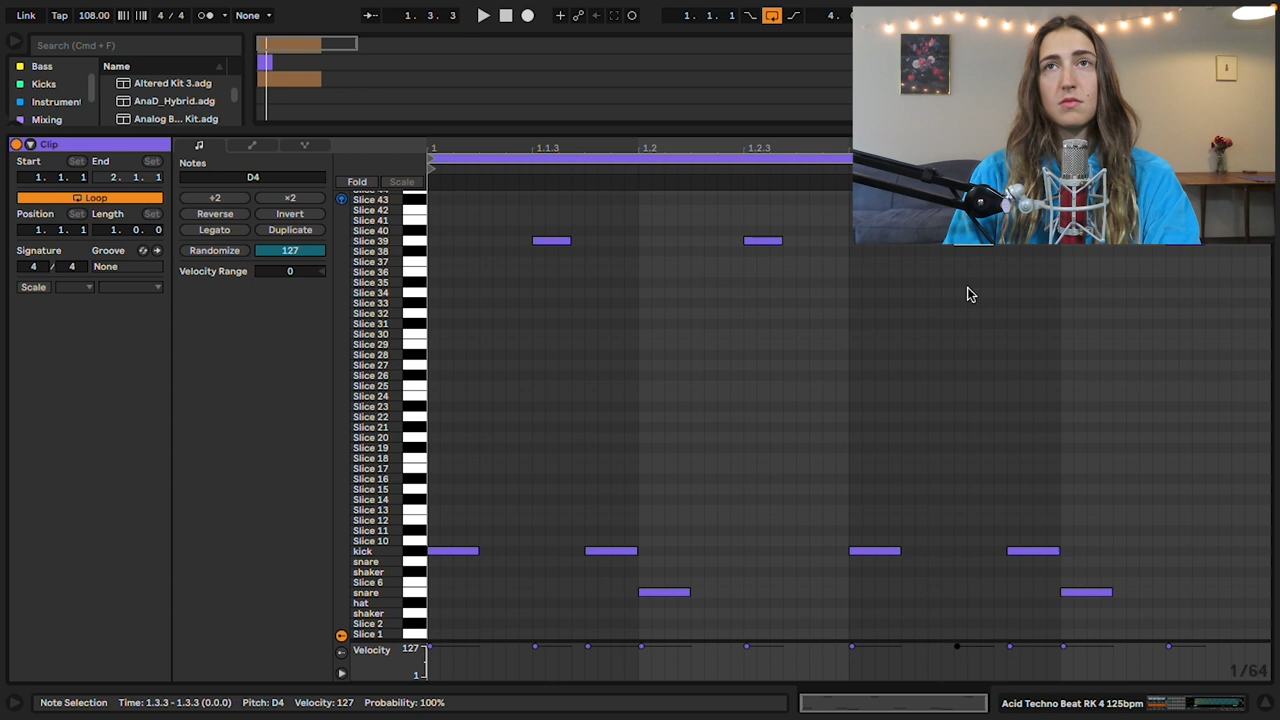 Link Tap 108.00 4 / 4 None 1. 3. 3 1. 1. 1 4.
Search (Cmd + F)
Bass
Kicks
Instrument
Mixing
Name
Altered Kit 3.adg
AnaD_Hybrid.adg
Analog B... Kit.adg
Clip
Start Set End Set
1. 1. 1 2. 1. 1
Loop
Position Set Length Set
1. 1. 1 1. 0. 0
Signature Groove
4 / 4 None
Scale
Notes
D4
÷2 ×2
Reverse Invert
Legato Duplicate
Randomize 127
Velocity Range 0
1 1.1.3 1.2 1.2.3
Fold Scale
Slice 43
Slice 42
Slice 41
Slice 40
Slice 39
Slice 38
Slice 37
Slice 36
Slice 35
Slice 34
Slice 33
Slice 32
Slice 31
Slice 30
Slice 29
Slice 28
Slice 27
Slice 26
Slice 25
Slice 24
Slice 23
Slice 22
Slice 21
Slice 20
Slice 19
Slice 18
Slice 17
Slice 16
Slice 15
Slice 14
Slice 13
Slice 12
Slice 11
Slice 10
kick
snare
shaker
Slice 6
snare
hat
shaker
Slice 2
Slice 1
Velocity 127
1
1/64
Note Selection Time: 1.3.3 - 1.3.3 (0.0.0) Pitch: D4 Velocity: 127 Probability: 100%
Acid Techno Beat RK 4 125bpm